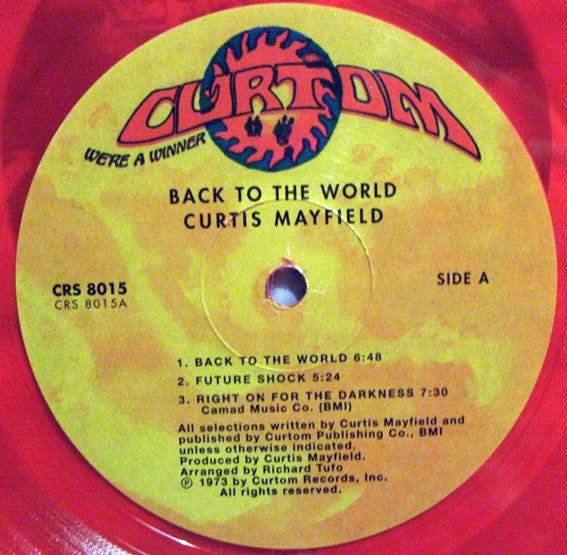 CURTOM
WE'RE A WINNER
BACK TO THE WORLD
CURTIS MAYFIELD
CRS 8015
CRS 8015A
SIDE A
1. BACK TO THE WORLD 6:48
2. FUTURE SHOCK 5:24
3. RIGHT ON FOR THE DARKNESS 7:30
Camad Music Co. (BMI)
All selections written by Curtis Mayfield and
published by Curtom Publishing Co., BMI
unless otherwise indicated.
Produced by Curtis Mayfield.
Arranged by Richard Tufo
℗ 1973 by Curtom Records, Inc.
All rights reserved.